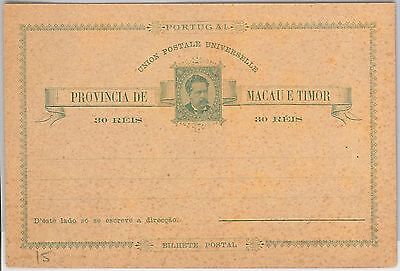 PORTUGAL
UNION POSTALE UNIVERSELLE
PROVINCIA DE MACAU E TIMOR
30 RÉIS 30 RÉIS
D'éste lado só se escreve a direcção.
BILHETE POSTAL
15